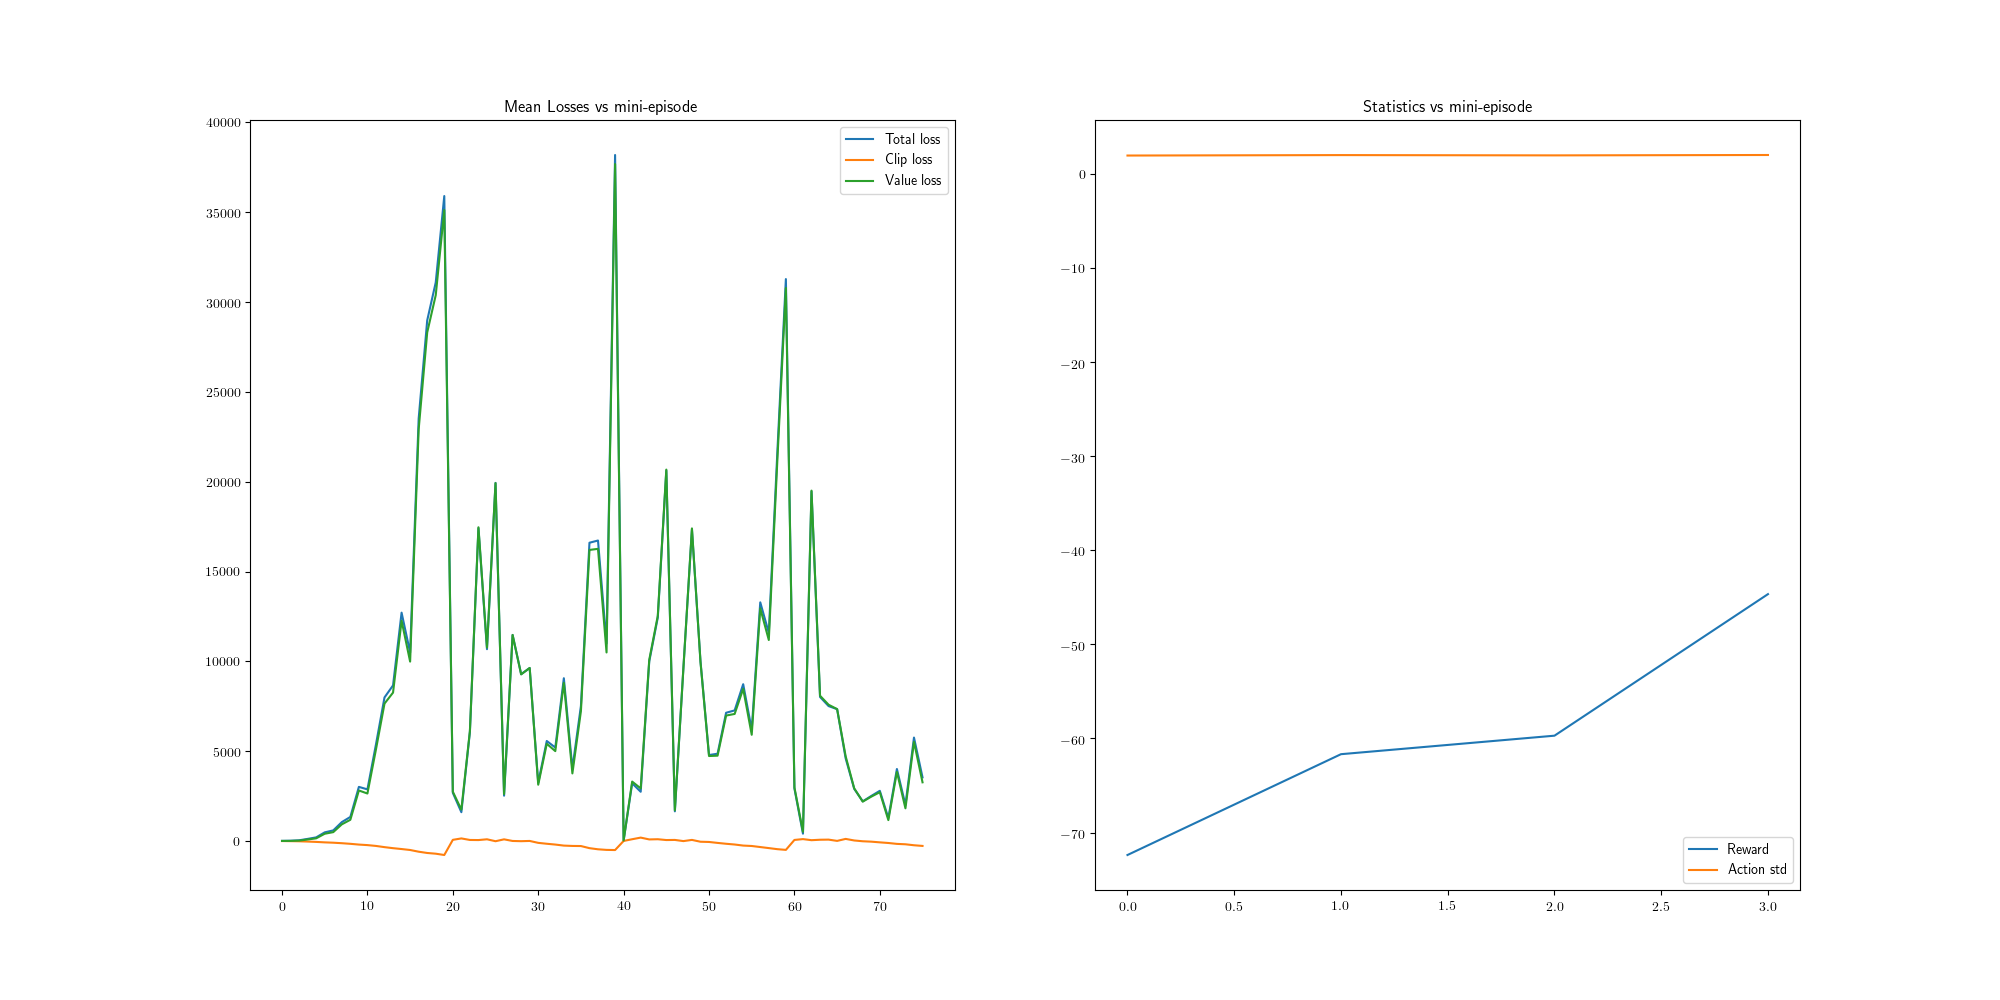 Mean Losses vs mini-episode
40000
35000
30000
25000
20000
15000
10000
5000
0
0 10 20 30 40 50 60 70
Total loss
Clip loss
Value loss
Statistics vs mini-episode
0
−10
−20
−30
−40
−50
−60
−70
0.0 0.5 1.0 1.5 2.0 2.5 3.0
Reward
Action std